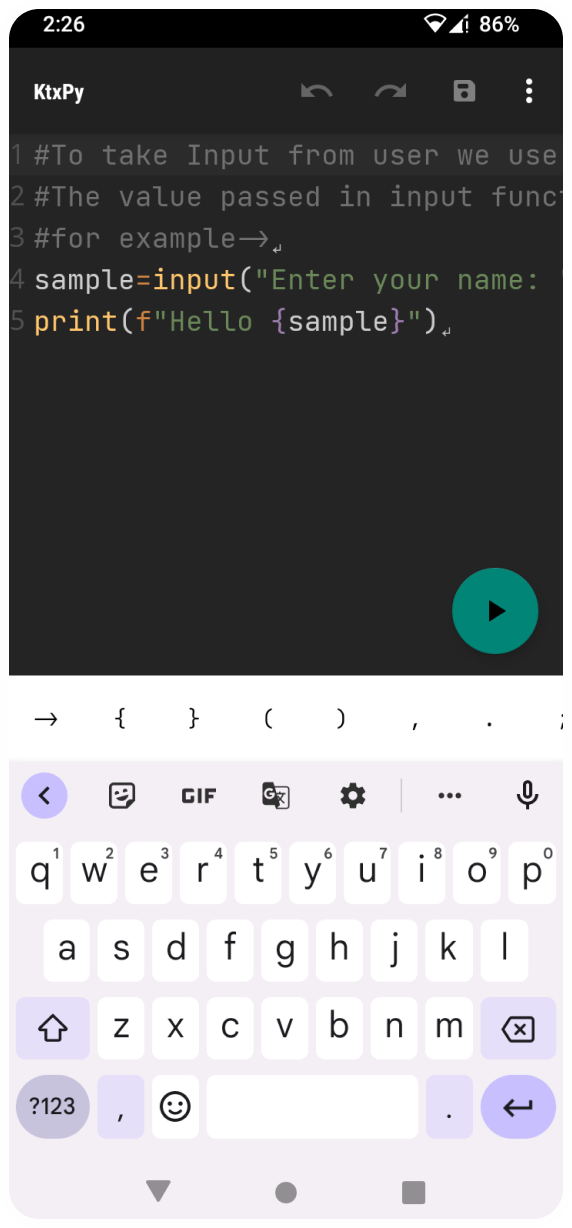 2:26 86%
KtxPy
1 #To take Input from user we use
2 #The value passed in input funct
3 #for example->
4 sample=input("Enter your name: "
5 print(f"Hello {sample}")
→ { } ( ) , . ;
GIF G
q1 w2 e3 r4 t5 y6 u7 i8 o9 p0
a s d f g h j k l
z x c v b n m
?123 , .